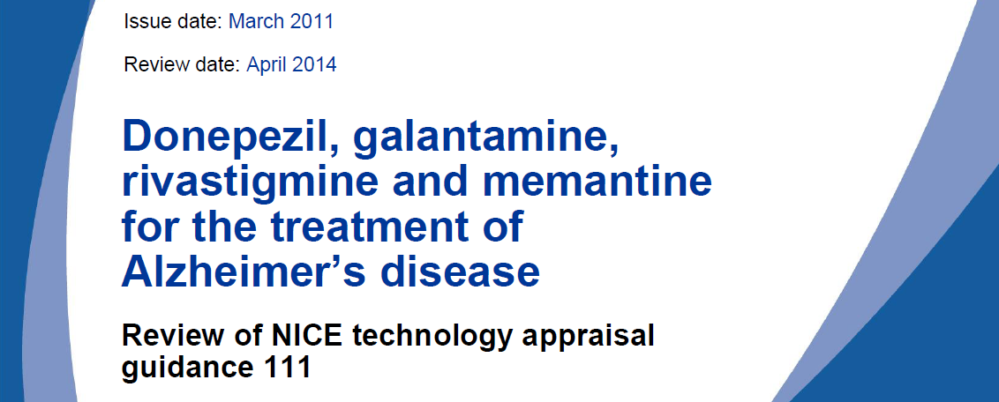 Issue date: March 2011
Review date: April 2014
Donepezil, galantamine,
rivastigmine and memantine
for the treatment of
Alzheimer’s disease
Review of NICE technology appraisal
guidance 111